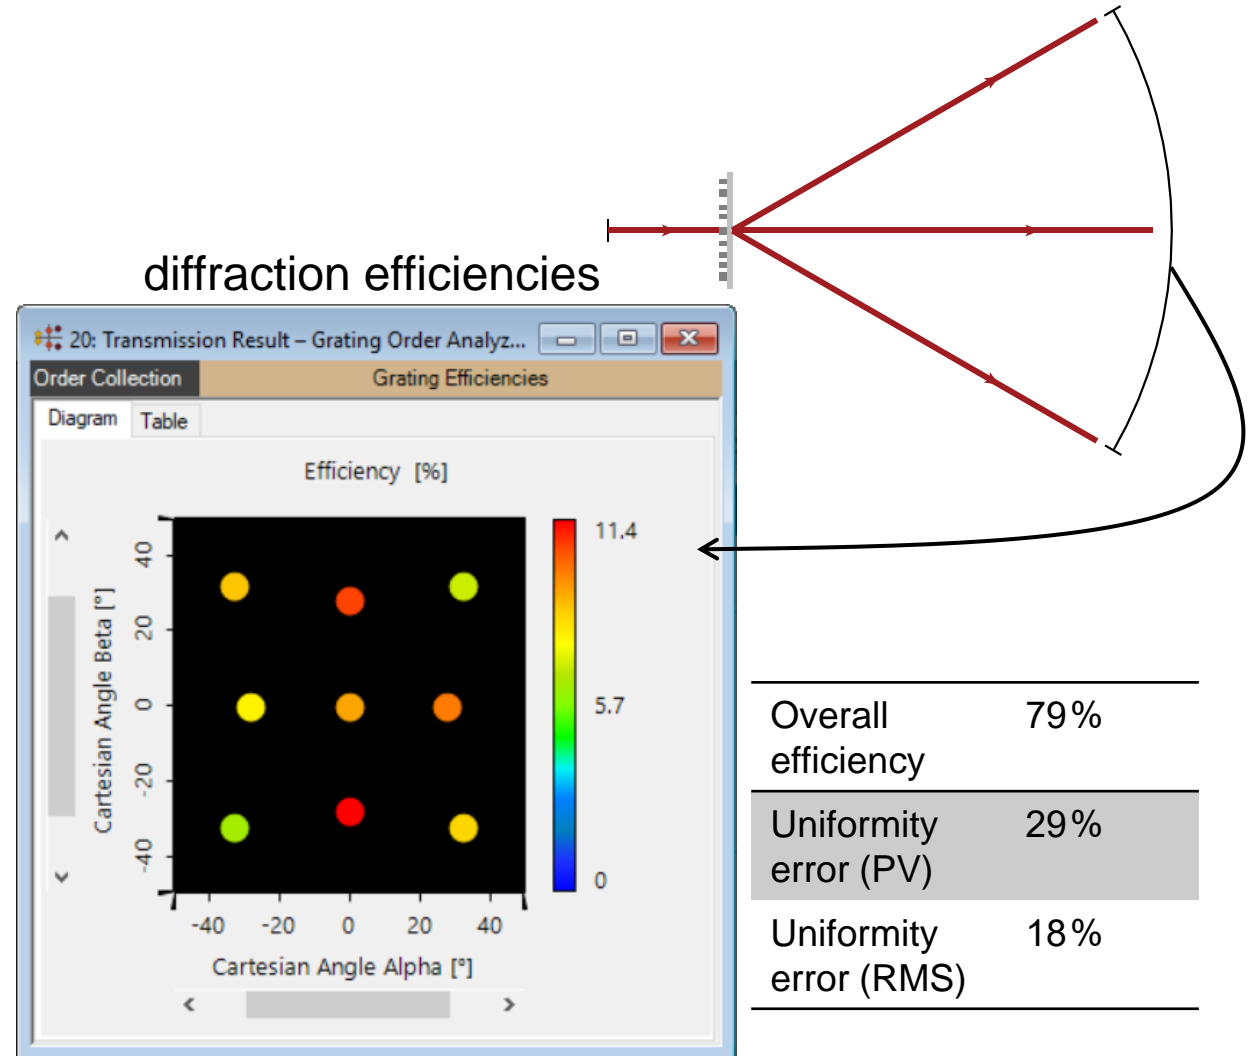 diffraction efficiencies
20: Transmission Result – Grating Order Analyz...
Order Collection
Grating Efficiencies
Diagram
Table
Efficiency [%]
40
20
0
-20
-40
Cartesian Angle Beta [°]
11.4
5.7
0
-40
-20
0
20
40
Cartesian Angle Alpha [°]
Overall 79%
efficiency
Uniformity 29%
error (PV)
Uniformity 18%
error (RMS)